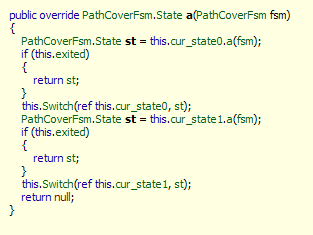 public override PathCoverFsm.State a(PathCoverFsm fsm)
{
PathCoverFsm.State st = this.cur_state0.a(fsm);
if (this.exited)
{
return st;
}
this.Switch(ref this.cur_state0, st);
PathCoverFsm.State st = this.cur_state1.a(fsm);
if (this.exited)
{
return st;
}
this.Switch(ref this.cur_state1, st);
return null;
}